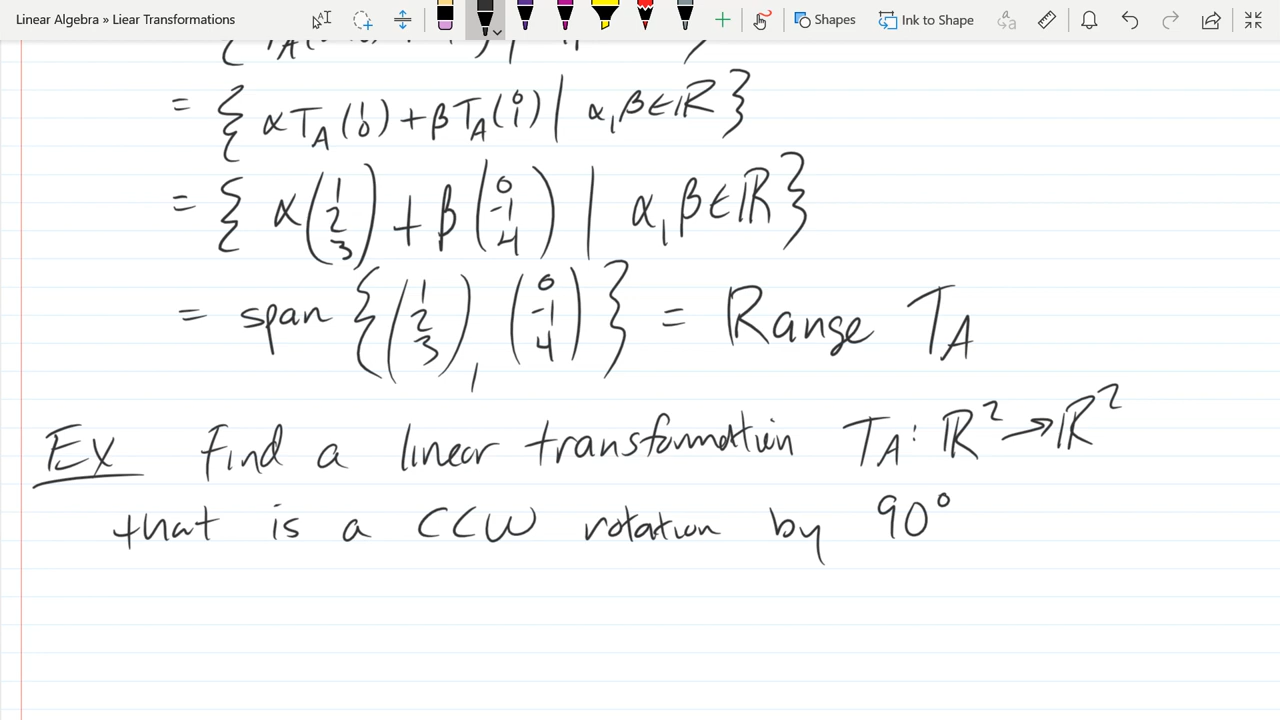 Linear Algebra » Liear Transformations
Shapes
Ink to Shape
= { αT_A(1 0) + βT_A(0 1) | α, β ∈ ℝ }
= { α(1 2 3) + β(0 -1 4) | α, β ∈ ℝ }
= span {(1 2 3), (0 -1 4)} = Range T_A
Ex Find a linear transformation T_A: ℝ² → ℝ²
that is a CCW rotation by 90°